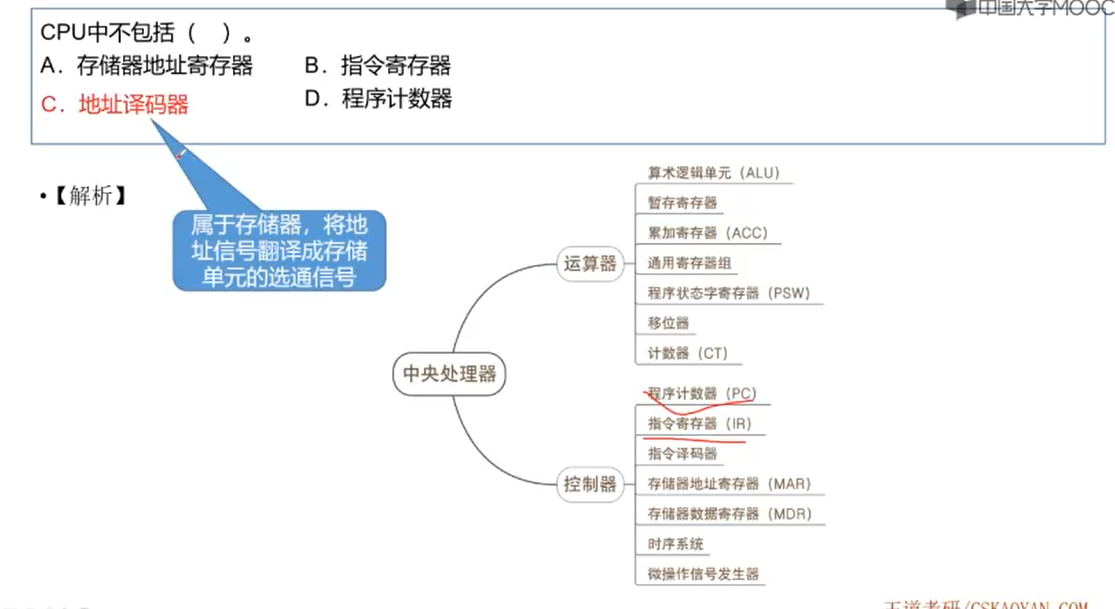 中国大学MOOC
CPU中不包括（ ）。
A．存储器地址寄存器 B．指令寄存器
C．地址译码器 D．程序计数器
•【解析】
属于存储器，将地
址信号翻译成存储
单元的选通信号
中央处理器
运算器
算术逻辑单元（ALU）
暂存寄存器
累加寄存器（ACC）
通用寄存器组
程序状态字寄存器（PSW）
移位器
计数器（CT）
控制器
程序计数器（PC）
指令寄存器（IR）
指令译码器
存储器地址寄存器（MAR）
存储器数据寄存器（MDR）
时序系统
微操作信号发生器
王道考研/CSKAOYAN.COM